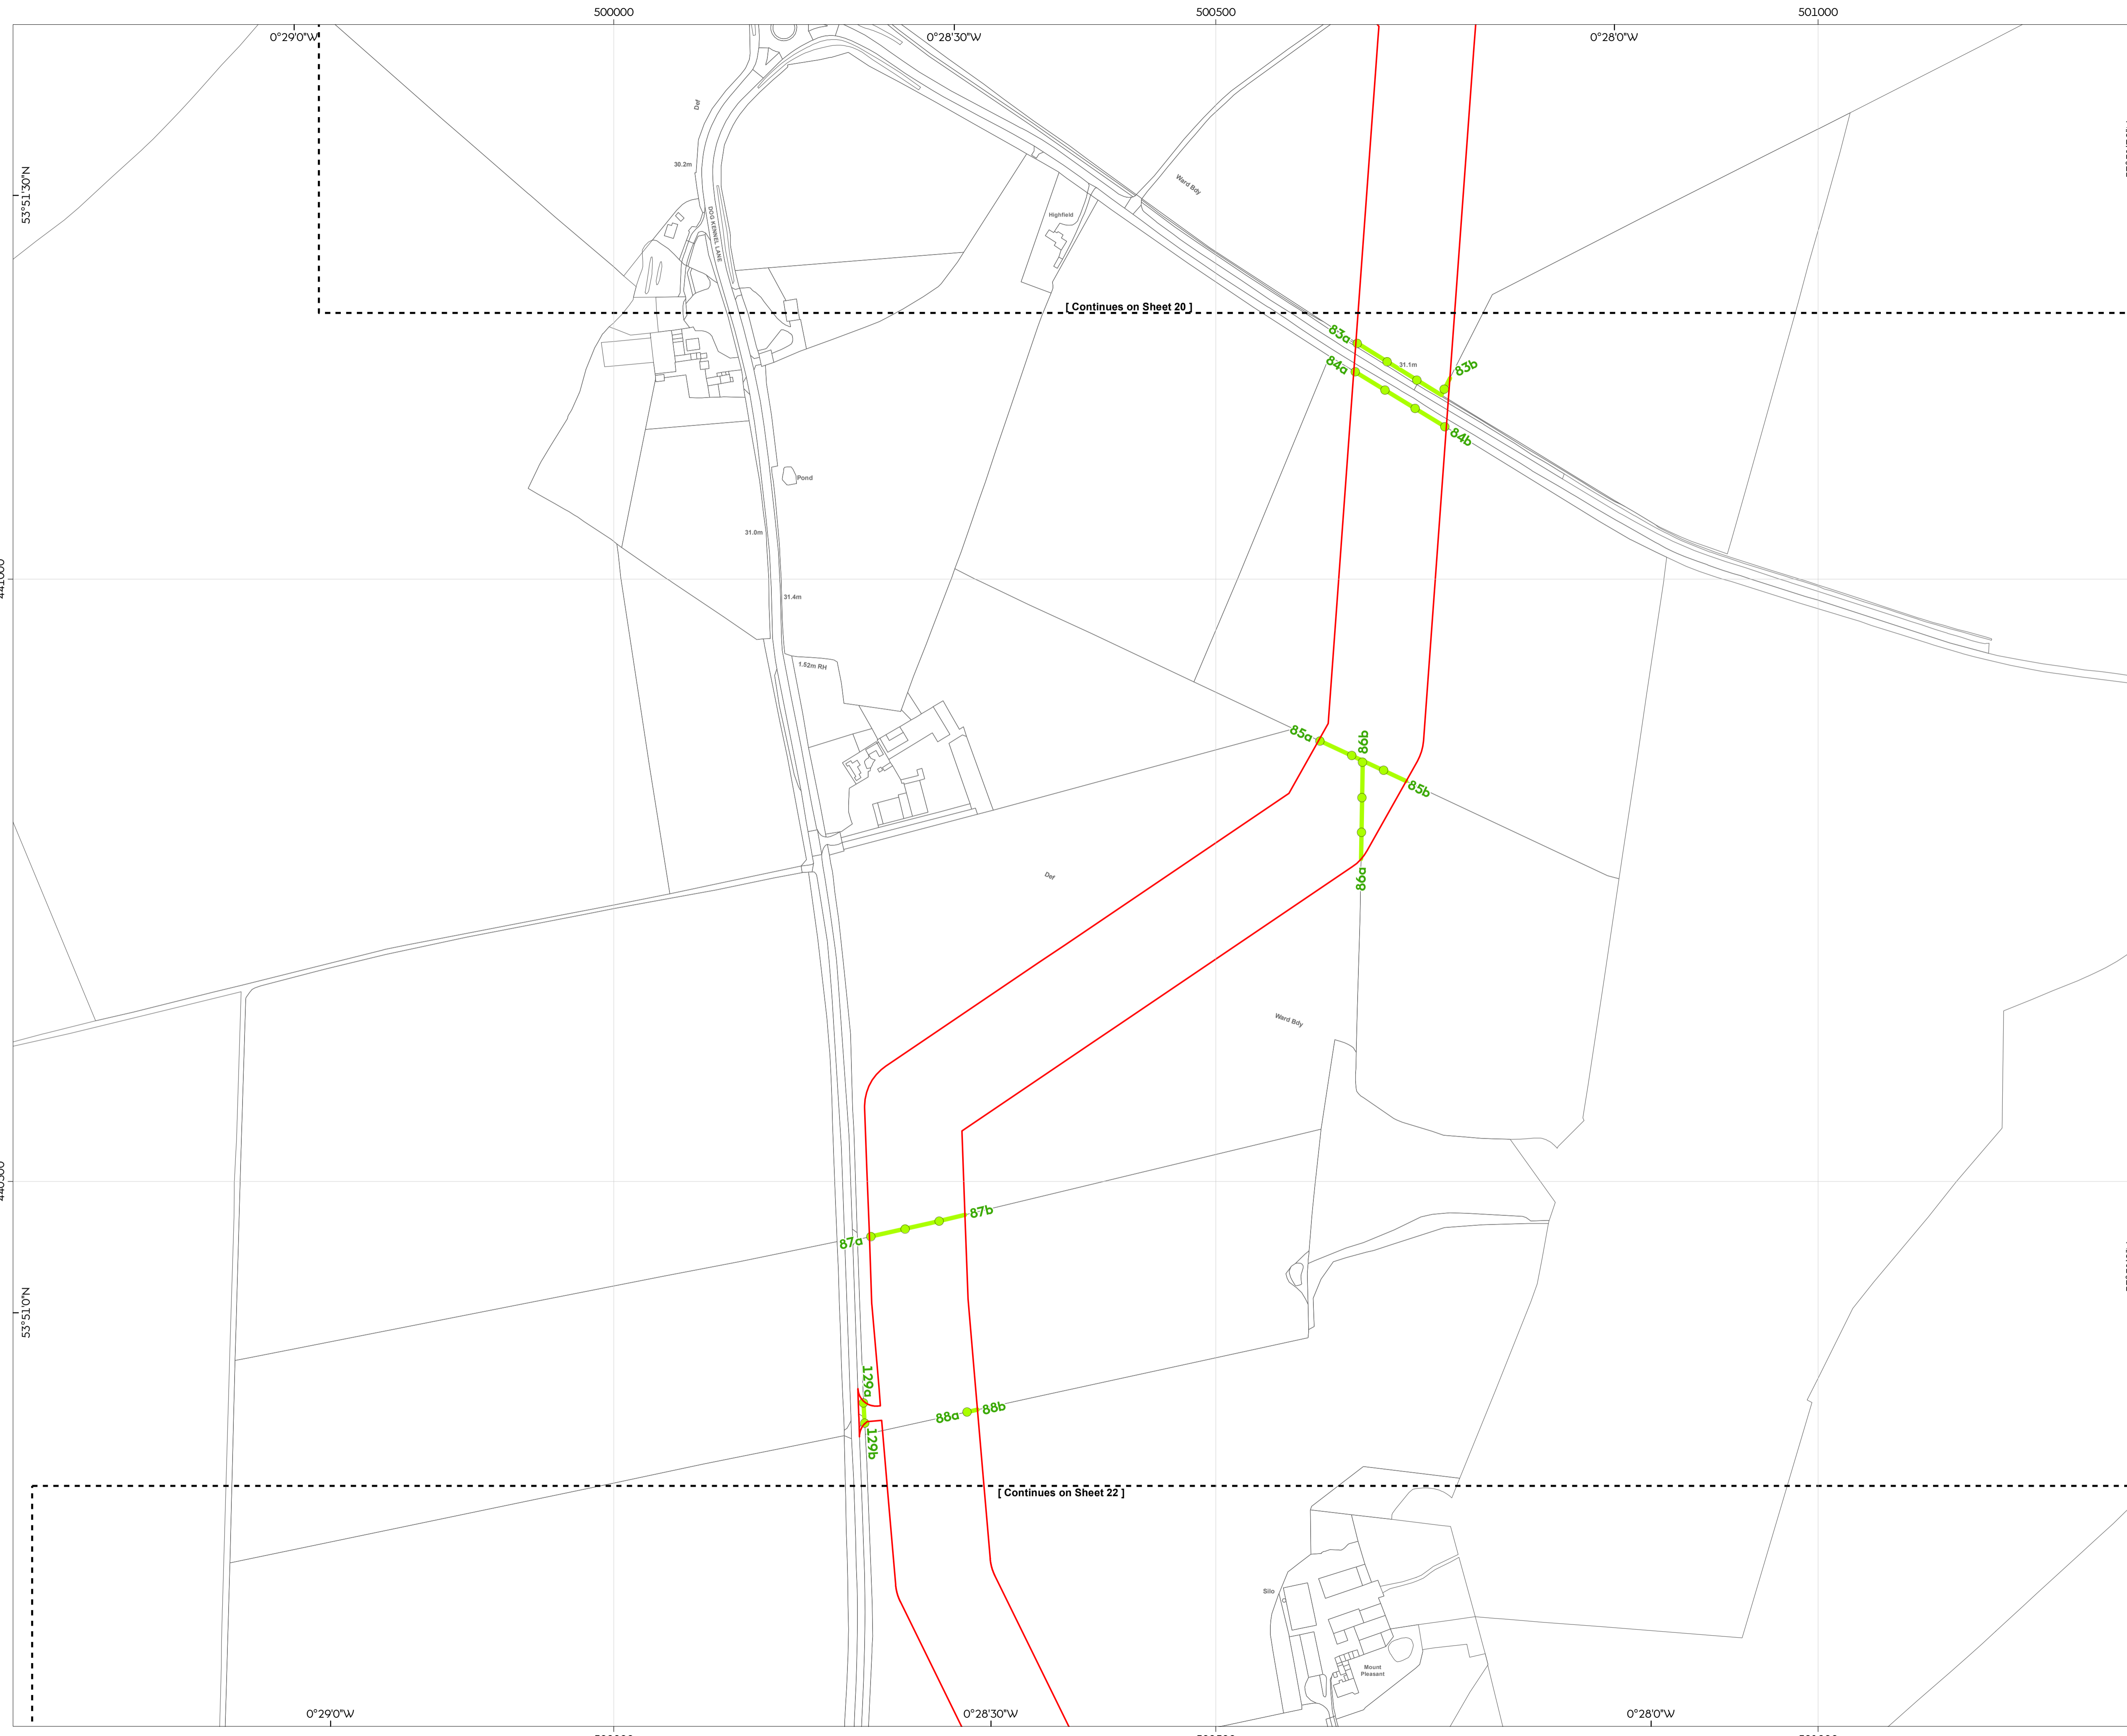 500000
500500
501000
0°29'0"W
0°28'30"W
0°28'0"W
Def
30.2m
53°51'30"N
Ward Bdy
DOG KENNEL LANE
Highfield
[ Continues on Sheet 20 ]
83a
84a
31.1m
83b
84b
Pond
31.0m
31.4m
1.52m RH
85a
86b
85b
Def
86a
Ward Bdy
87b
87a
53°51'0"N
129a
88a
88b
129b
[ Continues on Sheet 22 ]
Silo
Mount
Pleasant
0°29'0"W
0°28'30"W
0°28'0"W